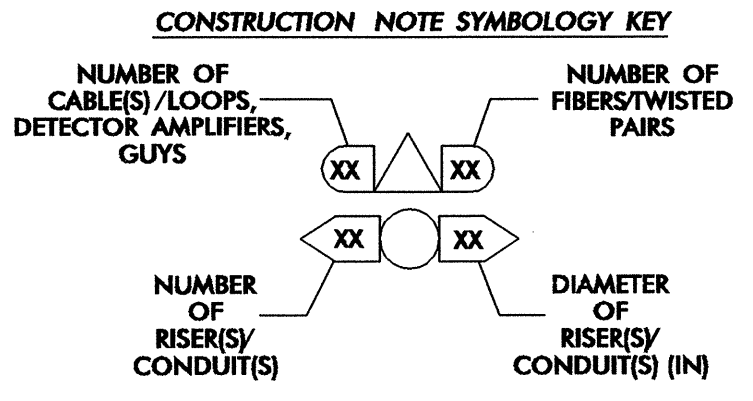 CONSTRUCTION NOTE SYMBOLOGY KEY
NUMBER OF
CABLE(S)/LOOPS,
DETECTOR AMPLIFIERS,
GUYS
NUMBER OF
FIBERS/TWISTED
PAIRS
XX
XX
XX
XX
NUMBER
OF
RISER(S)/
CONDUIT(S)
DIAMETER
OF
RISER(S)/
CONDUIT(S) (IN)